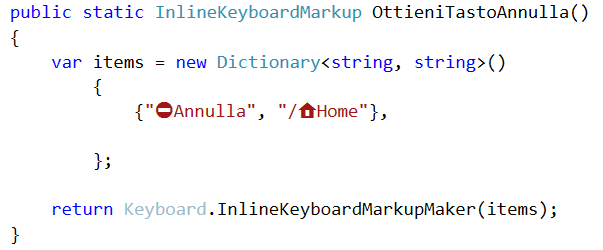 public static InlineKeyboardMarkup OttieniTastoAnnulla()
{
    var items = new Dictionary<string, string>()
        {
            {"⛔Annulla", "/🏠Home"},

        };

    return Keyboard.InlineKeyboardMarkupMaker(items);
}